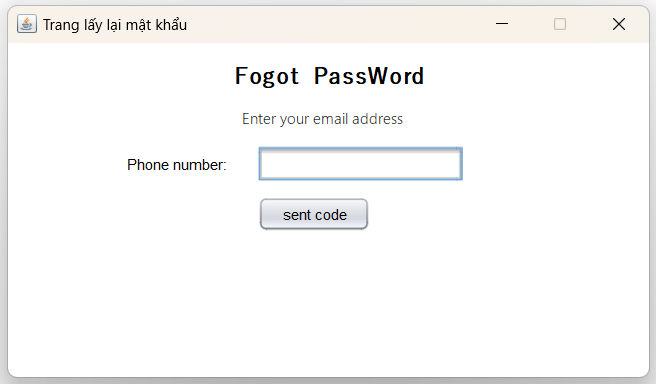 Trang lấy lại mật khẩu
Fogot PassWord
Enter your email address
Phone number:
sent code